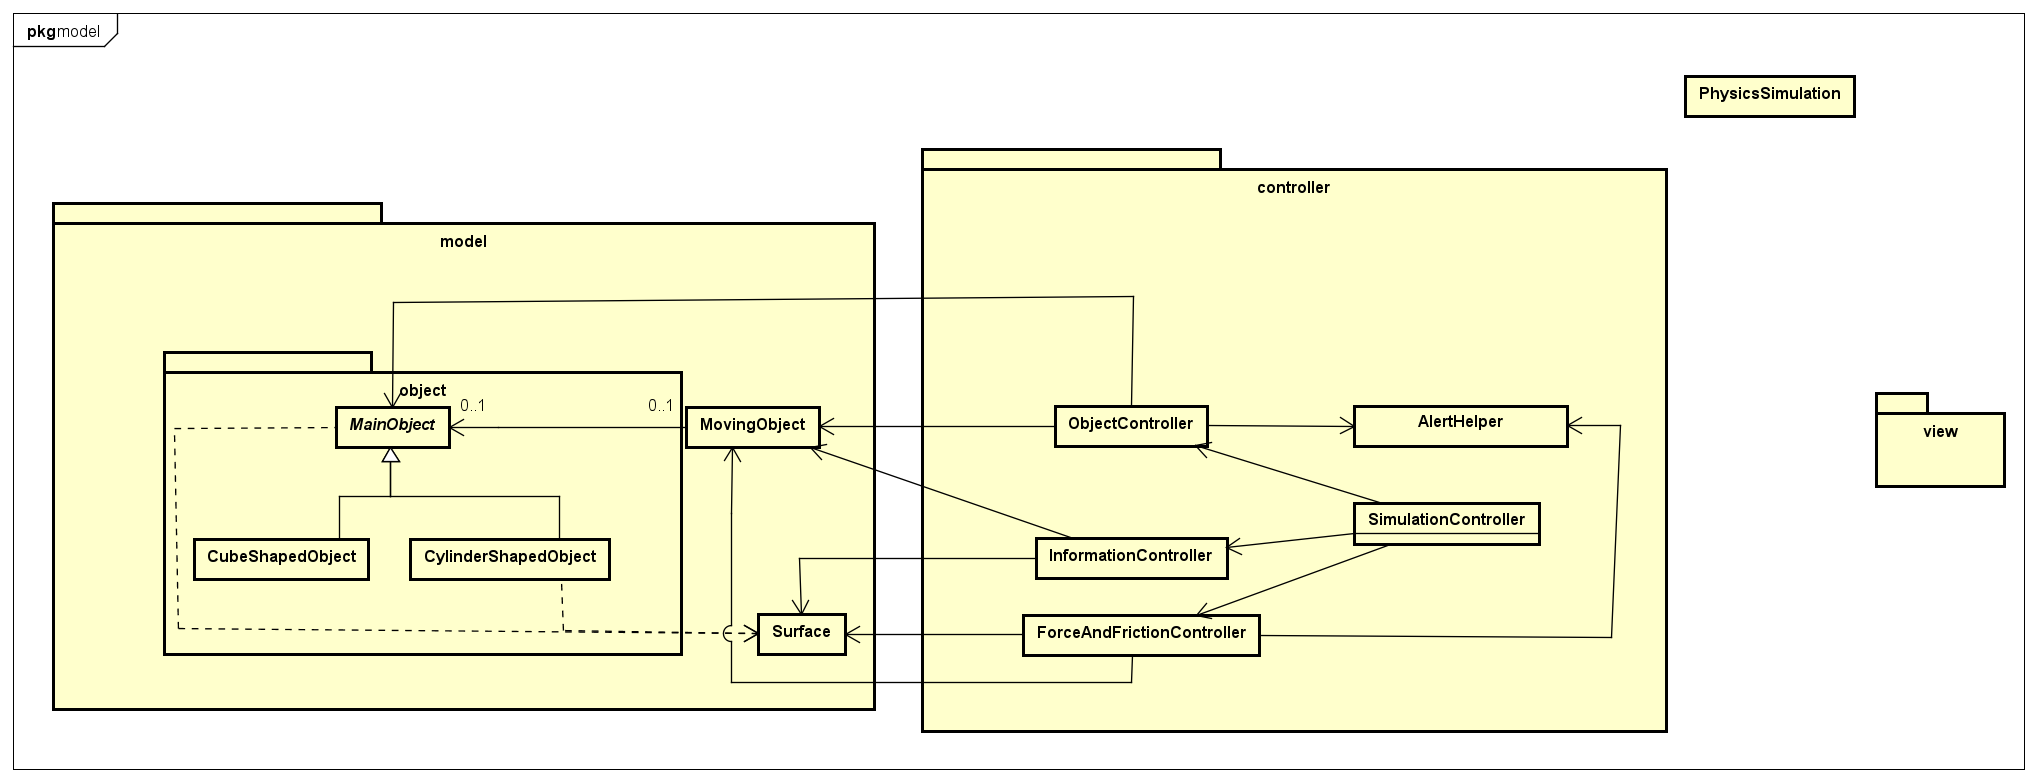 pkgmodel
PhysicsSimulation
controller
model
object
0..1
0..1
MainObject
MovingObject
ObjectController
AlertHelper
view
SimulationController
CubeShapedObject
CylinderShapedObject
InformationController
Surface
ForceAndFrictionController